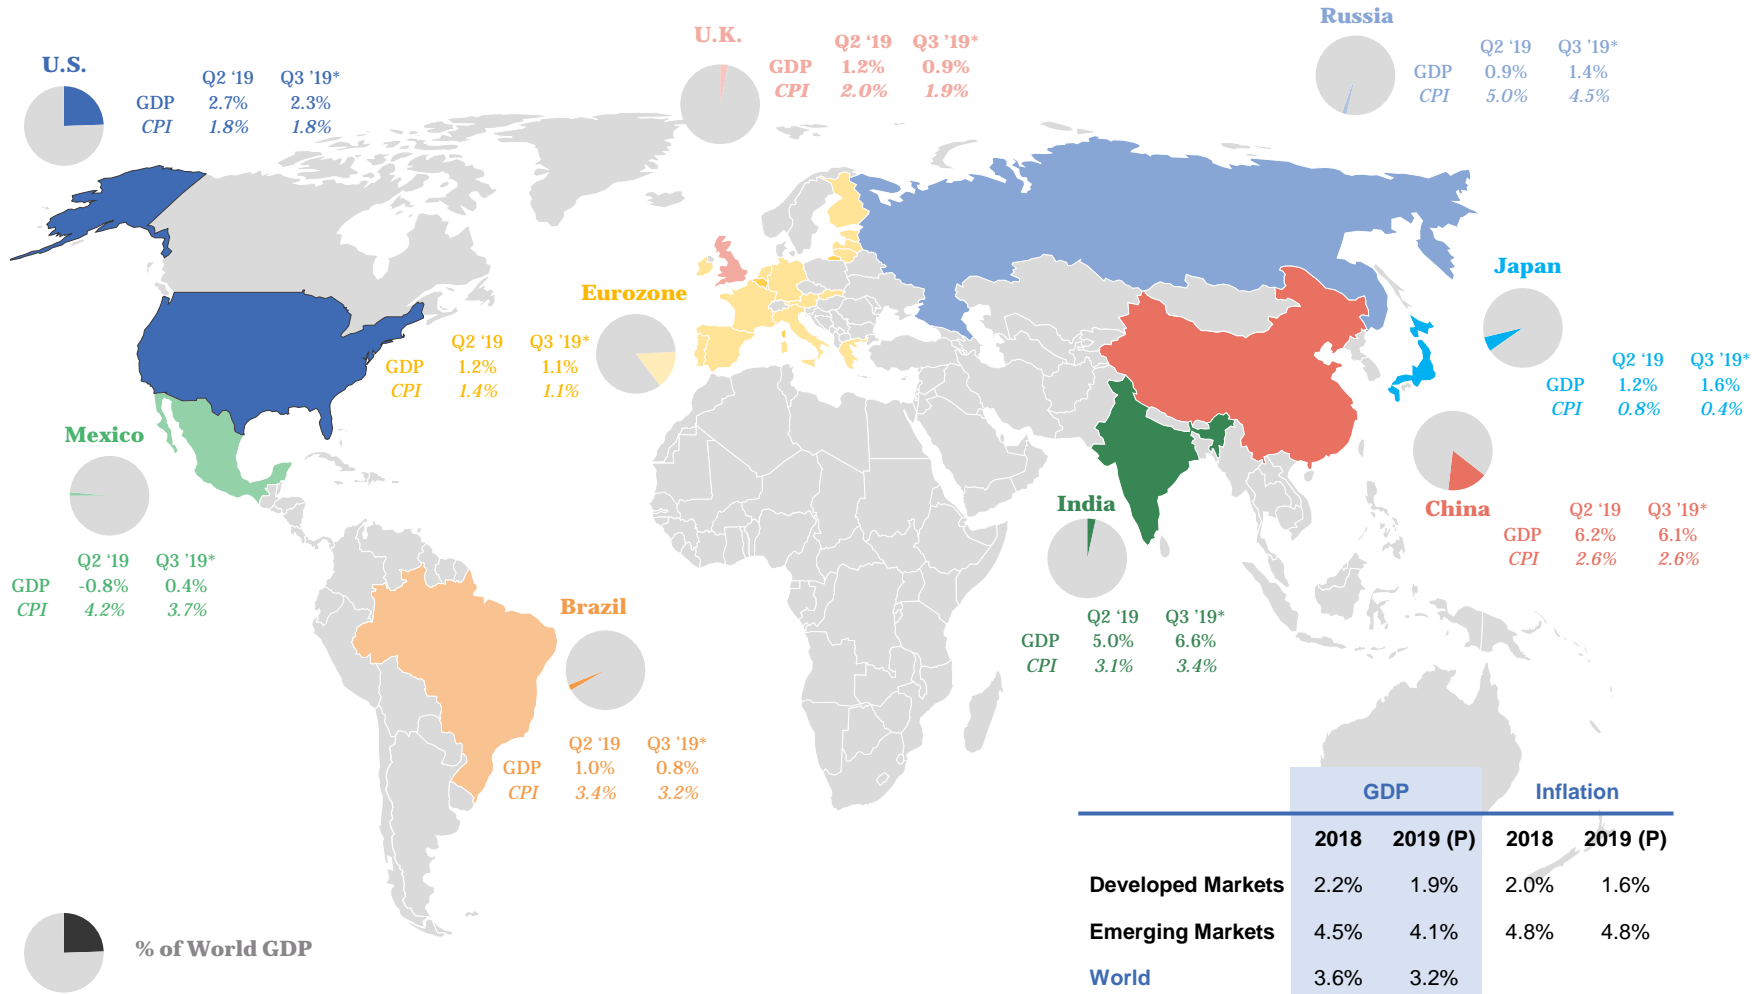 U.S.
Q2 ‘19 Q3 ’19*
GDP 2.7% 2.3%
CPI 1.8% 1.8%
U.K.
Q2 ‘19 Q3 ’19*
GDP 1.2% 0.9%
CPI 2.0% 1.9%
Russia
Q2 ‘19 Q3 ’19*
GDP 0.9% 1.4%
CPI 5.0% 4.5%
Eurozone
Q2 ‘19 Q3 ’19*
GDP 1.2% 1.1%
CPI 1.4% 1.1%
Japan
Q2 ‘19 Q3 ’19*
GDP 1.2% 1.6%
CPI 0.8% 0.4%
Mexico
Q2 ‘19 Q3 ’19*
GDP -0.8% 0.4%
CPI 4.2% 3.7%
China
Q2 ‘19 Q3 ’19*
GDP 6.2% 6.1%
CPI 2.6% 2.6%
India
Q2 ‘19 Q3 ’19*
GDP 5.0% 6.6%
CPI 3.1% 3.4%
Brazil
Q2 ‘19 Q3 ’19*
GDP 1.0% 0.8%
CPI 3.4% 3.2%
GDP Inflation
2018 2019 (P) 2018 2019 (P)
Developed Markets 2.2% 1.9% 2.0% 1.6%
Emerging Markets 4.5% 4.1% 4.8% 4.8%
World 3.6% 3.2%
% of World GDP